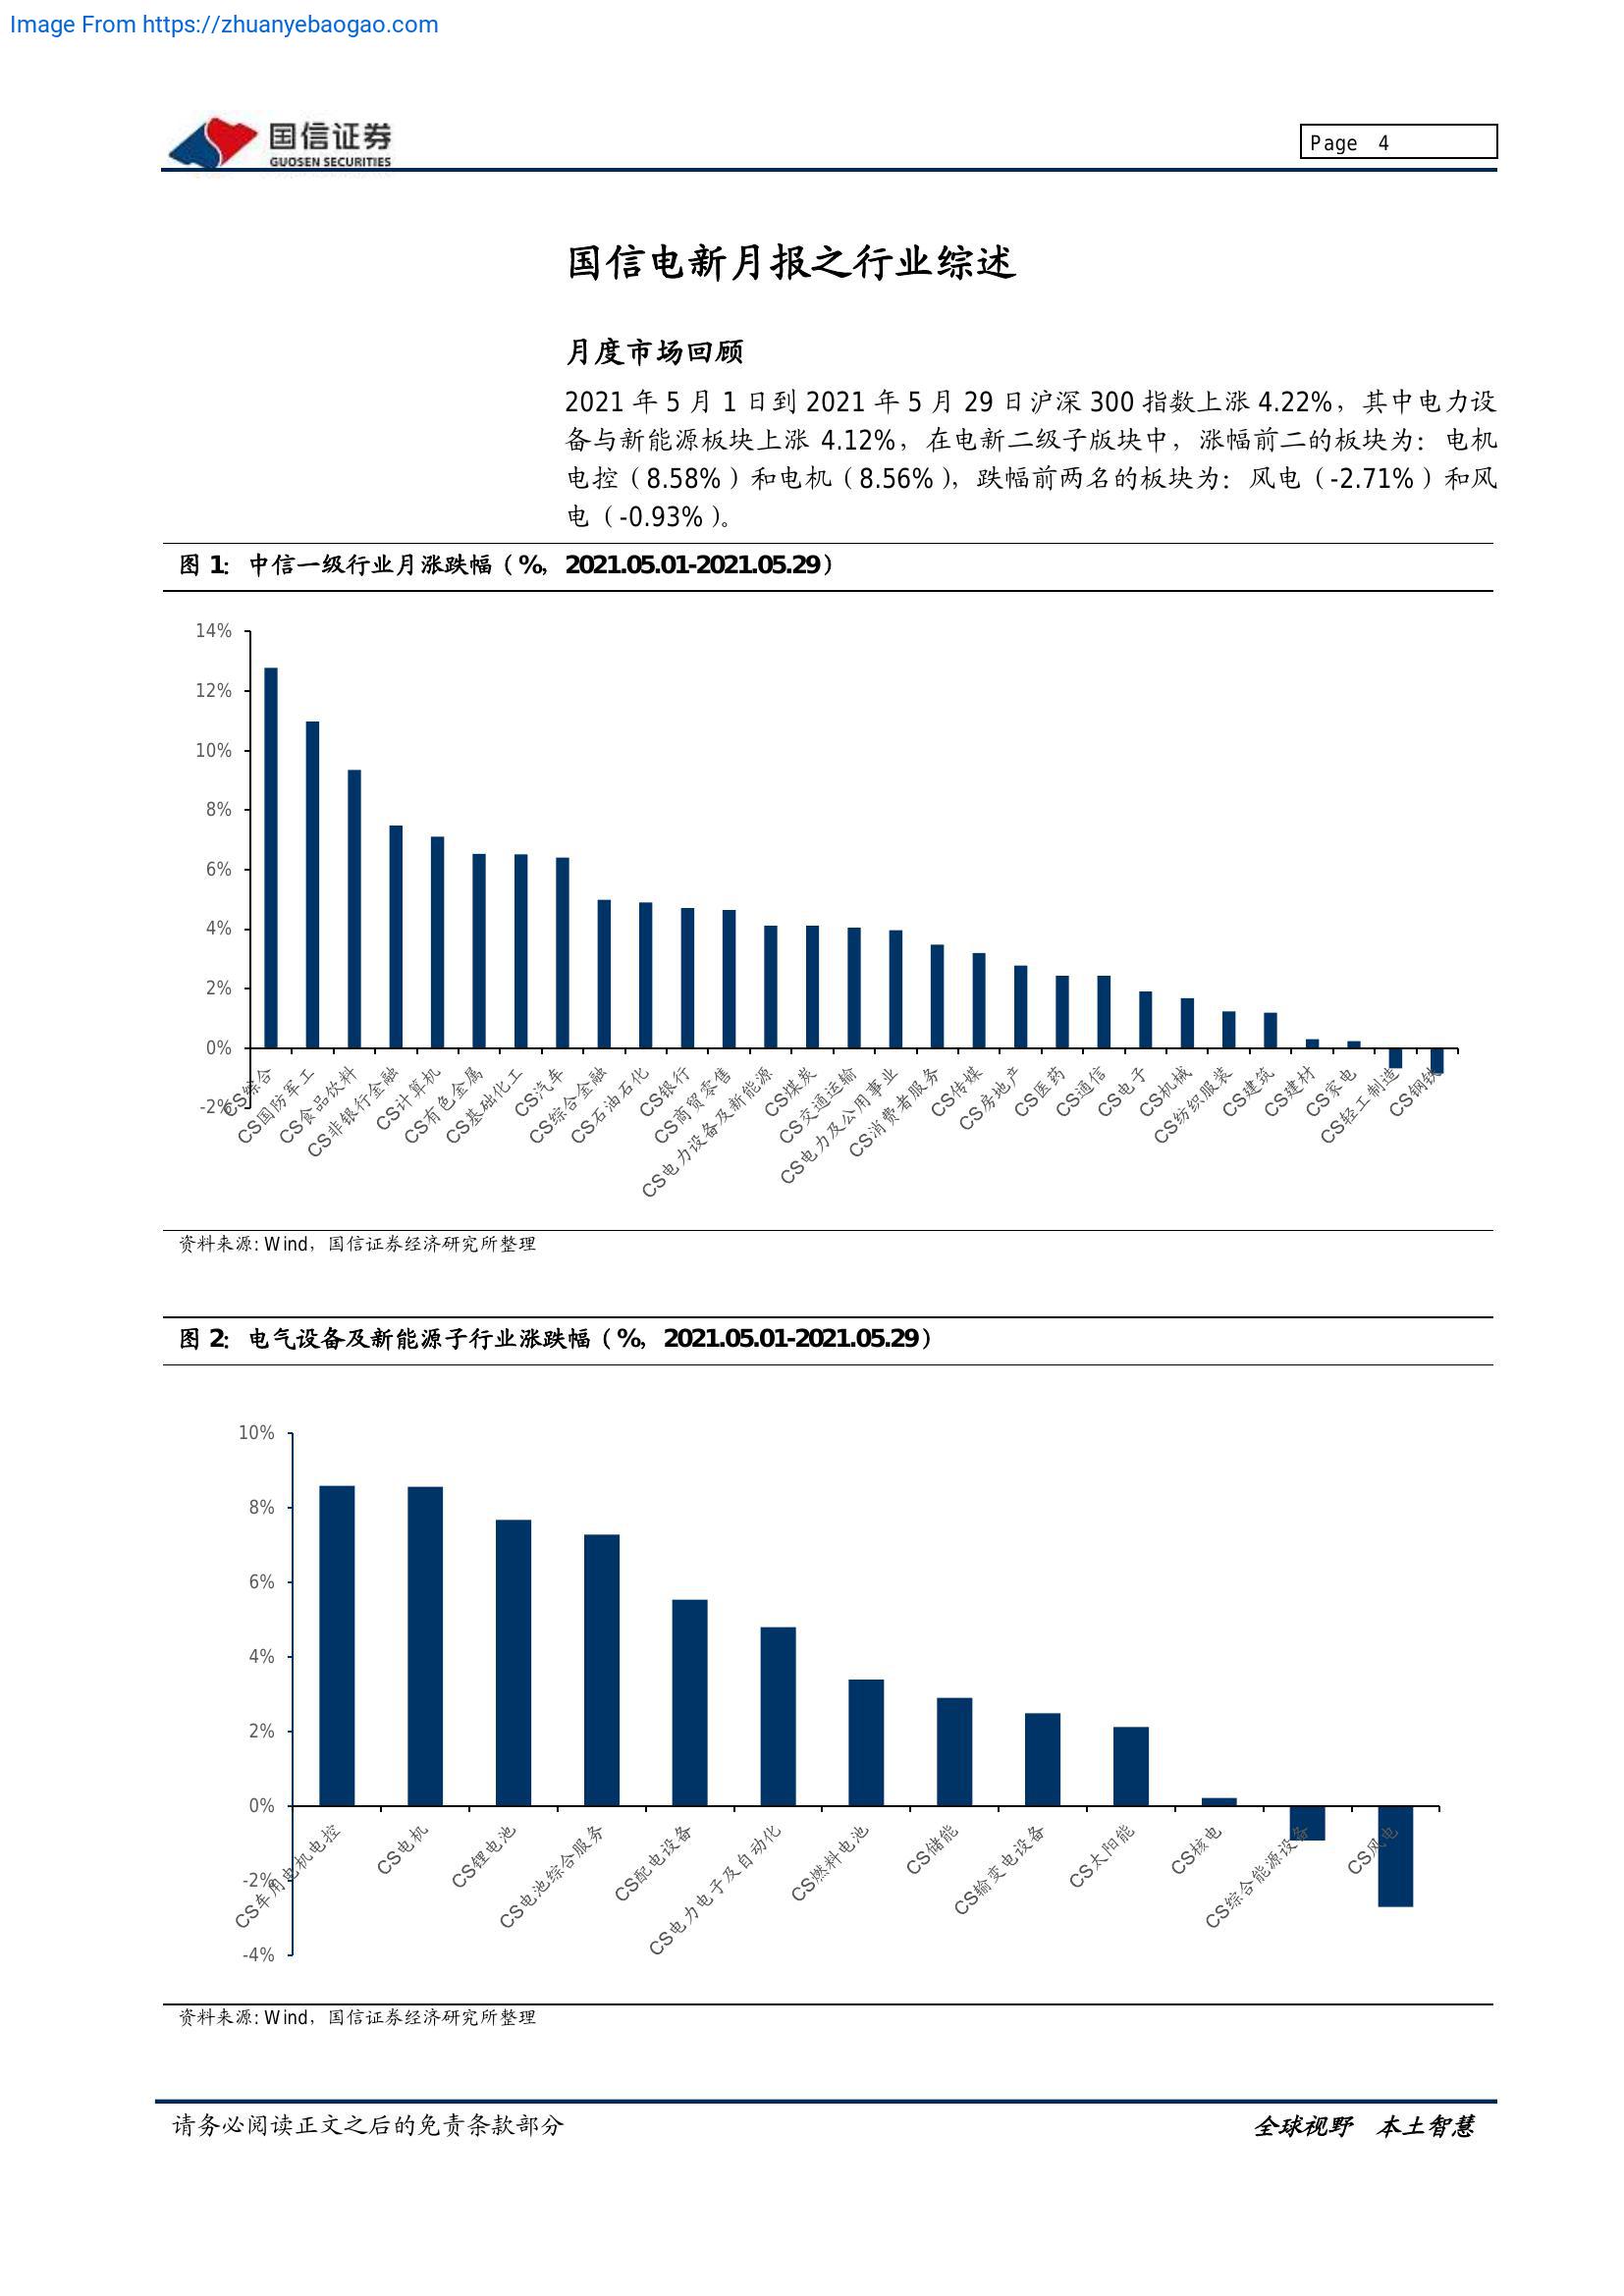 Image From https://zhuanyebaogao.com
国信证券
GUOSEN SECURITIES
Page 4
国信电新月报之行业综述
月度市场回顾
2021 年 5 月 1 日到 2021 年 5 月 29 日沪深 300 指数上涨 4.22%，其中电力设
备与新能源板块上涨 4.12%，在电新二级子版块中，涨幅前二的板块为：电机
电控（8.58%）和电机（8.56%），跌幅前两名的板块为：风电（-2.71%）和风
电（-0.93%）。
图 1：中信一级行业月涨跌幅（%，2021.05.01-2021.05.29）
14%
12%
10%
8%
6%
4%
2%
0%
-2%
CS综合
CS国防军工
CS食品饮料
CS非银行金融
CS计算机
CS有色金属
CS基础化工
CS汽车
CS综合金融
CS石油石化
CS银行
CS商贸零售
CS电力设备及新能源
CS煤炭
CS交通运输
CS电力及公用事业
CS消费者服务
CS传媒
CS房地产
CS医药
CS通信
CS电子
CS机械
CS纺织服装
CS建筑
CS建材
CS家电
CS轻工制造
CS钢铁
资料来源: Wind，国信证券经济研究所整理
图 2：电气设备及新能源子行业涨跌幅（%，2021.05.01-2021.05.29）
10%
8%
6%
4%
2%
0%
-2%
-4%
CS车用电机电控
CS电机
CS锂电池
CS电池综合服务
CS配电设备
CS电力电子及自动化
CS燃料电池
CS储能
CS输变电设备
CS太阳能
CS核电
CS综合能源设备
CS风电
资料来源: Wind，国信证券经济研究所整理
请务必阅读正文之后的免责条款部分
全球视野 本土智慧